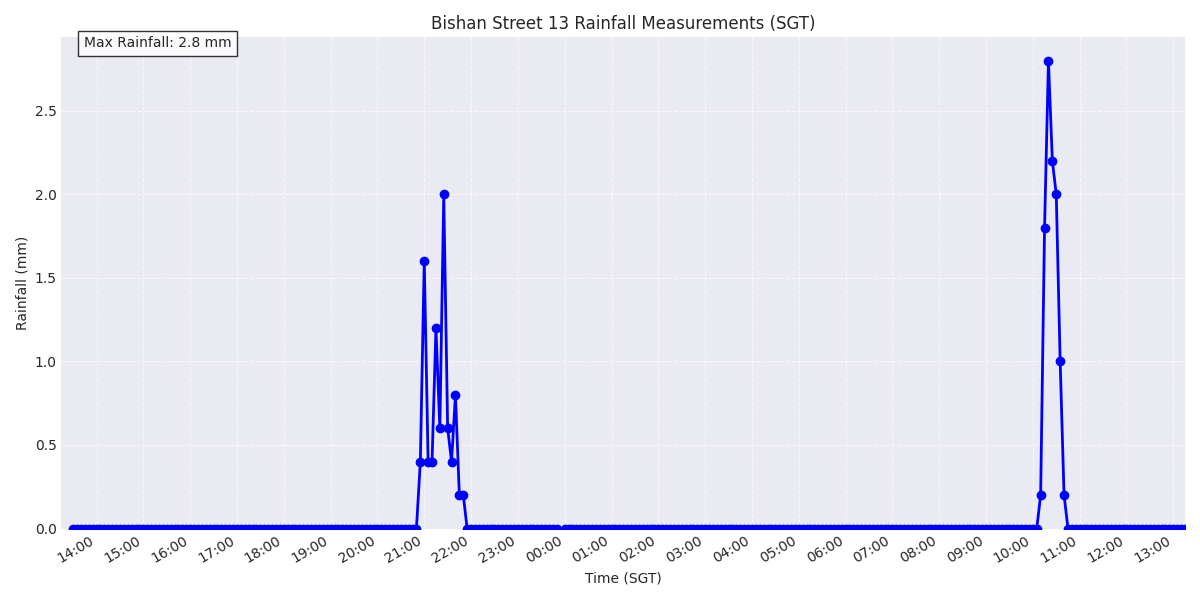 Bishan Street 13 Rainfall Measurements (SGT)
Max Rainfall: 2.8 mm
Rainfall (mm)
2.5
2.0
1.5
1.0
0.5
0.0
14:00 15:00 16:00 17:00 18:00 19:00 20:00 21:00 22:00 23:00 00:00 01:00 02:00 03:00 04:00 05:00 06:00 07:00 08:00 09:00 10:00 11:00 12:00 13:00
Time (SGT)